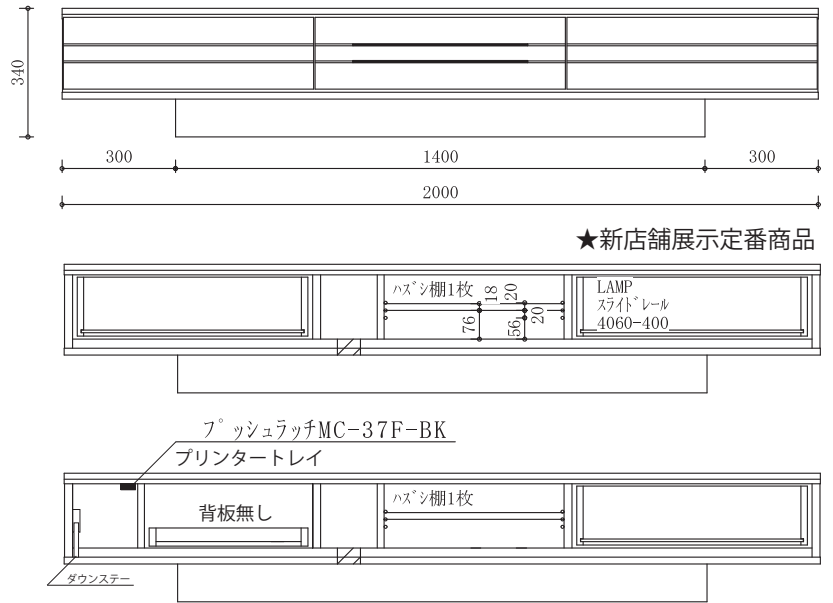 340
300
1400
300
2000
★新店舗展示定番商品
ﾊｽﾞｼ棚1枚
18
20
76
56
20
LAMP
ｽﾗｲﾄﾞﾚｰﾙ
4060-400
ﾌﾟｯｼｭﾗｯﾁMC-37F-BK
プリンタートレイ
背板無し
ﾊｽﾞｼ棚1枚
ダウンステー